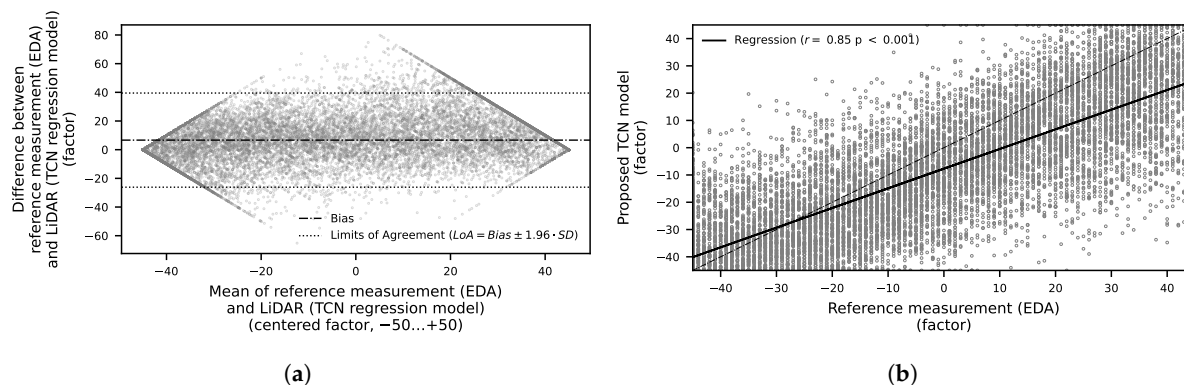 Difference between
reference measurement (EDA)
and LiDAR (TCN regression model)
(factor)
80
60
40
20
0
−20
−40
−60
Bias
Limits of Agreement (LoA = Bias ± 1.96 • SD)
−40
−20
0
20
40
Mean of reference measurement (EDA)
and LiDAR (TCN regression model)
(centered factor, −50...+50)
(a)
Proposed TCN model
(factor)
40
30
20
10
0
−10
−20
−30
−40
Regression (r = 0.85 p < 0.001)
−40
−30
−20
−10
0
10
20
30
40
Reference measurement (EDA)
(factor)
(b)